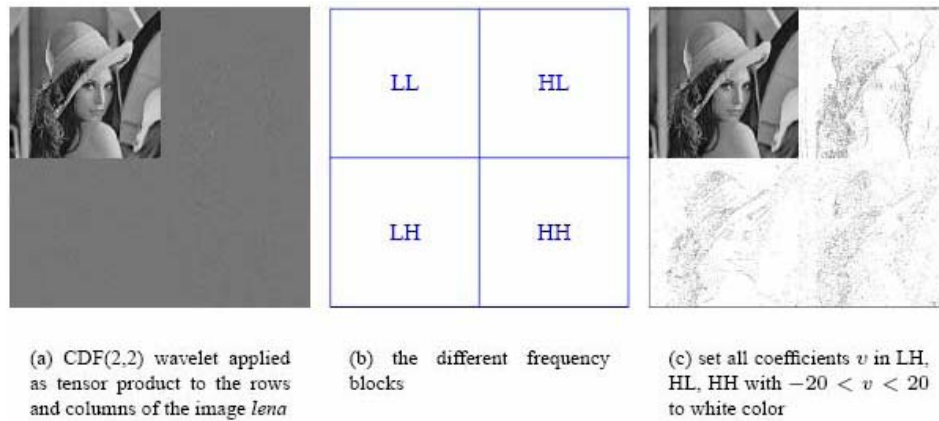 LL
HL
LH
HH
(a) CDF(2,2) wavelet applied
as tensor product to the rows
and columns of the image lena
(b) the different frequency
blocks
(c) set all coefficients v in LH,
HL, HH with −20 < v < 20
to white color